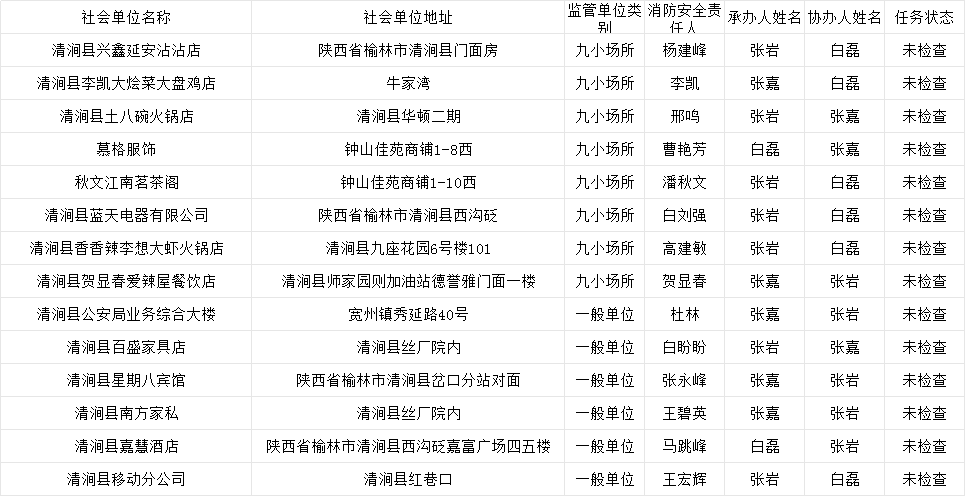 社会单位名称 社会单位地址 监管单位类别 消防安全责任人 承办人姓名 协办人姓名 任务状态
清涧县兴鑫延安沾沾店 陕西省榆林市清涧县门面房 九小场所 杨建峰 张岩 白磊 未检查
清涧县李凯大烩菜大盘鸡店 牛家湾 九小场所 李凯 张嘉 白磊 未检查
清涧县土八碗火锅店 清涧县华顿二期 九小场所 邢鸣 张岩 张嘉 未检查
慕格服饰 钟山佳苑商铺1-8西 九小场所 曹艳芳 白磊 张嘉 未检查
秋文江南茗茶阁 钟山佳苑商铺1-10西 九小场所 潘秋文 张岩 白磊 未检查
清涧县蓝天电器有限公司 陕西省榆林市清涧县西沟砭 九小场所 白刘强 张岩 白磊 未检查
清涧县香香辣李想大虾火锅店 清涧县九座花园6号楼101 九小场所 高建敏 张岩 白磊 未检查
清涧县贺显春爱辣屋餐饮店 清涧县师家园则加油站德誉雅门面一楼 九小场所 贺显春 张嘉 张岩 未检查
清涧县公安局业务综合大楼 宽州镇秀延路40号 一般单位 杜林 张嘉 张岩 未检查
清涧县百盛家具店 清涧县丝厂院内 一般单位 白盼盼 张岩 张嘉 未检查
清涧县星期八宾馆 陕西省榆林市清涧县岔口分站对面 一般单位 张永峰 张嘉 张岩 未检查
清涧县南方家私 清涧县丝厂院内 一般单位 王碧英 张嘉 张岩 未检查
清涧县嘉慧酒店 陕西省榆林市清涧县西沟砭嘉富广场四五楼 一般单位 马跳峰 白磊 张岩 未检查
清涧县移动分公司 清涧县红巷口 一般单位 王宏辉 张岩 白磊 未检查